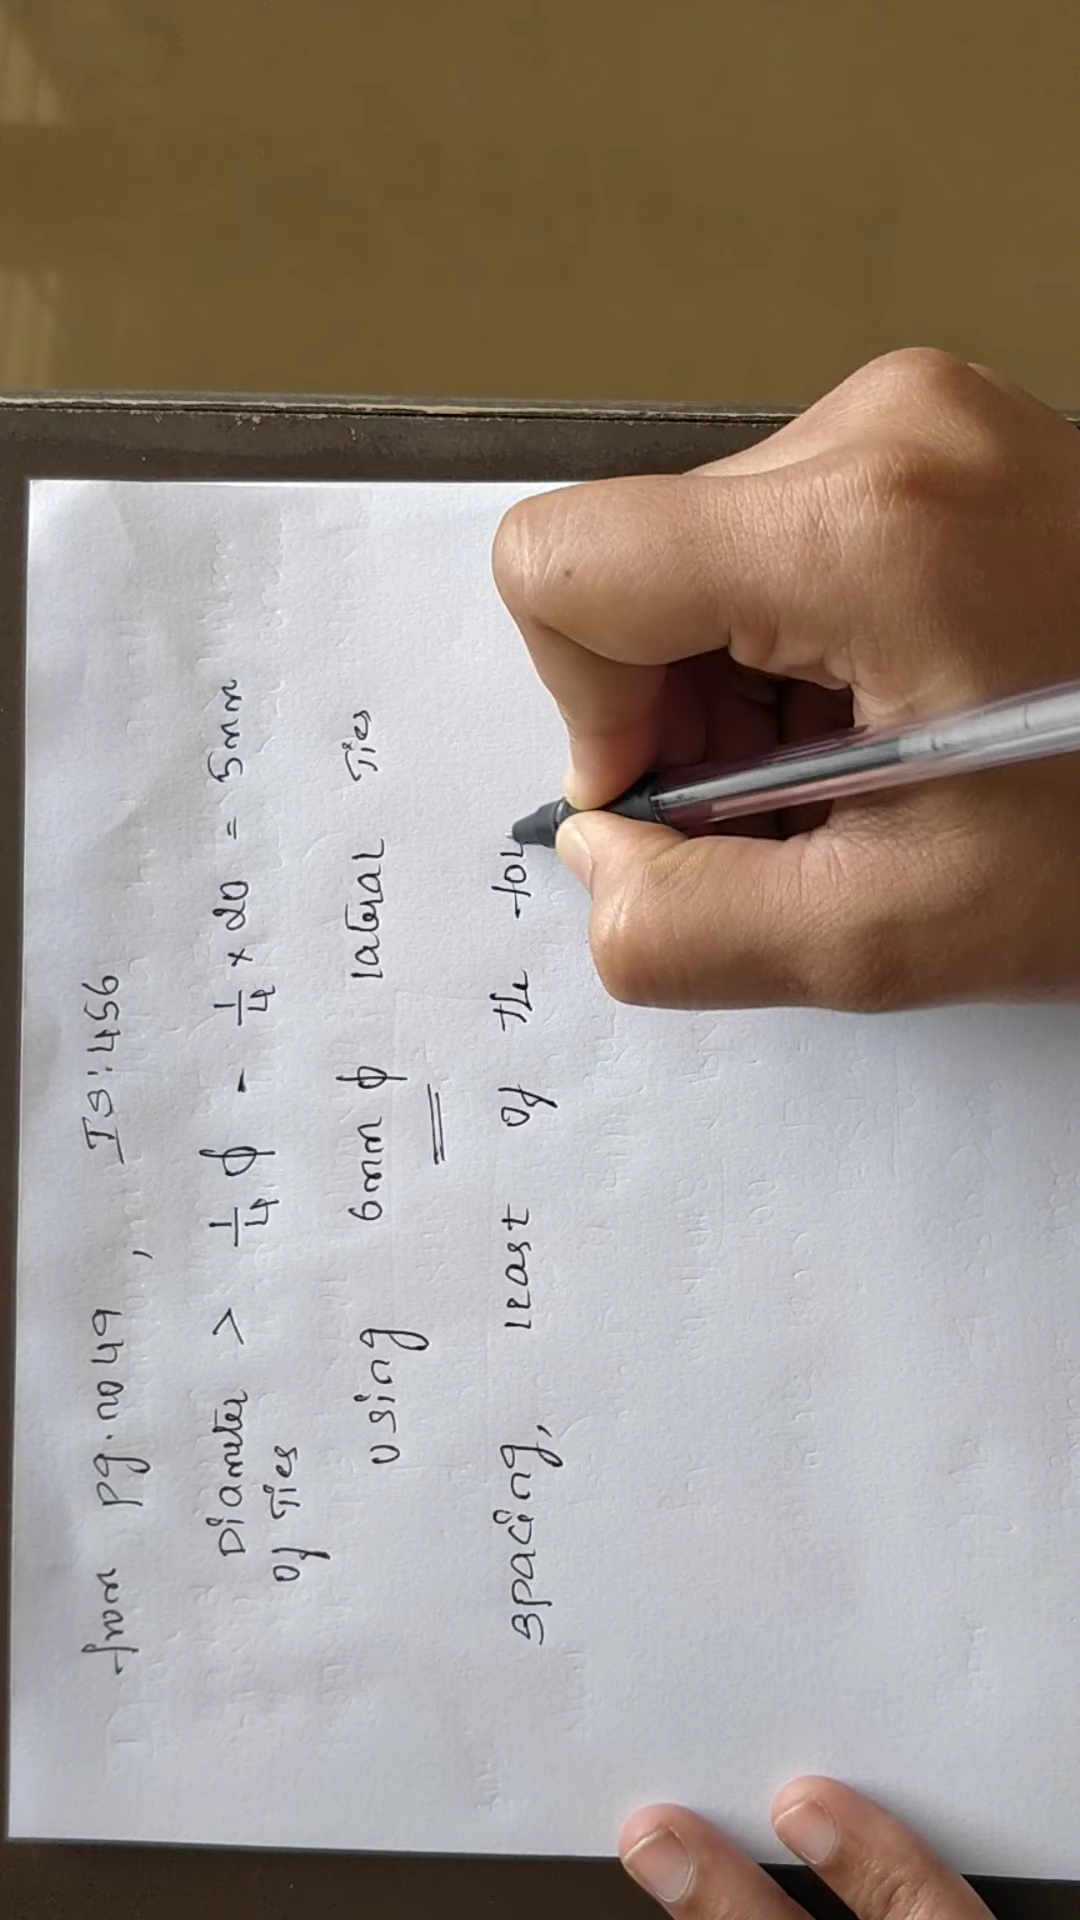 from pg.no 49 , IS:456
Diameter > 1/4 ϕ - 1/4 × 20 = 5mm
of Ties
using 6mm ϕ lateral Ties
spacing, least of the